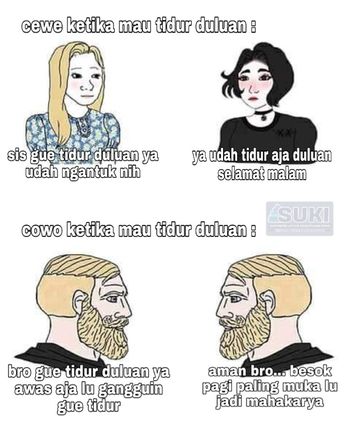 cewe ketika mau tidur duluan :
sis gue tidur duluan ya
udah ngantuk nih
ya udah tidur aja duluan
selamat malam
SUKI
cowo ketika mau tidur duluan :
bro gue tidur duluan ya
awas aja lu gangguin
gue tidur
aman bro... besok
pagi paling muka lu
jadi mahakarya